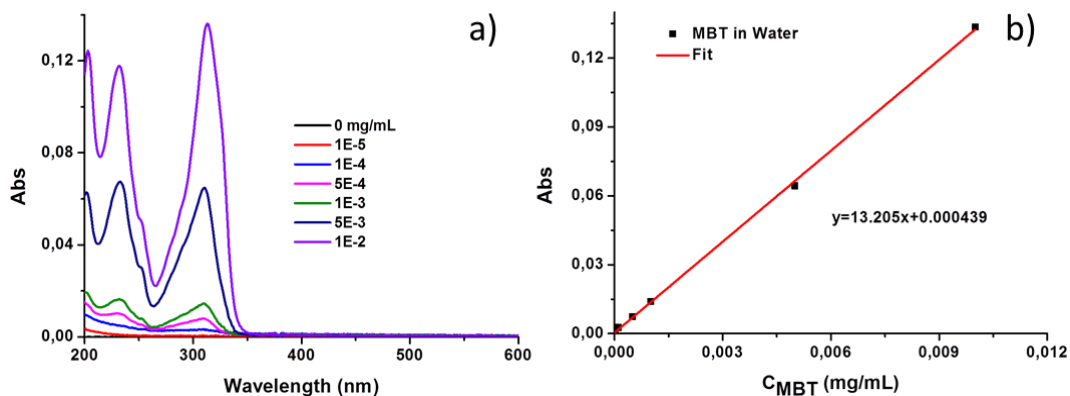 a)
0,12
0,08
0,04
0,00
Abs
0 mg/mL
1E-5
1E-4
5E-4
1E-3
5E-3
1E-2
200
300
400
500
600
Wavelength (nm)
b)
MBT in Water
Fit
0,12
0,09
0,06
0,03
0,00
Abs
y=13.205x+0.000439
0,000
0,003
0,006
0,009
0,012
CMBT (mg/mL)